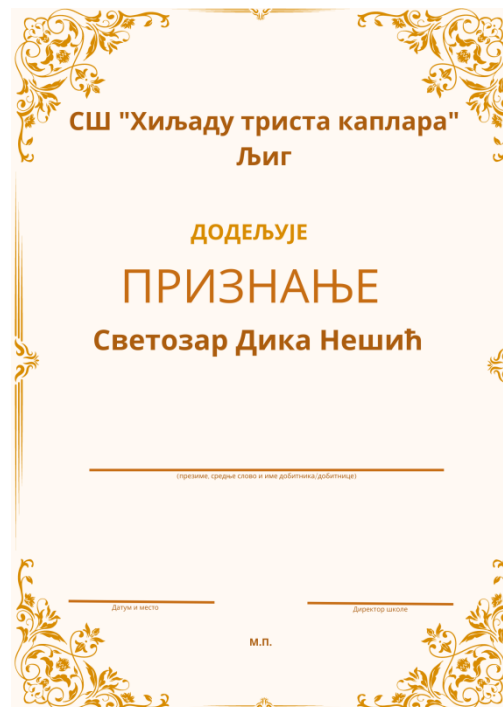 СШ "Хиљаду триста каплара"
Љиг
ДОДЕЉУЈЕ
ПРИЗНАЊЕ
Светозар Дика Нешић
(презиме, средње слово и име добитника/добитнице)
Датум и место
Директор школе
М.П.